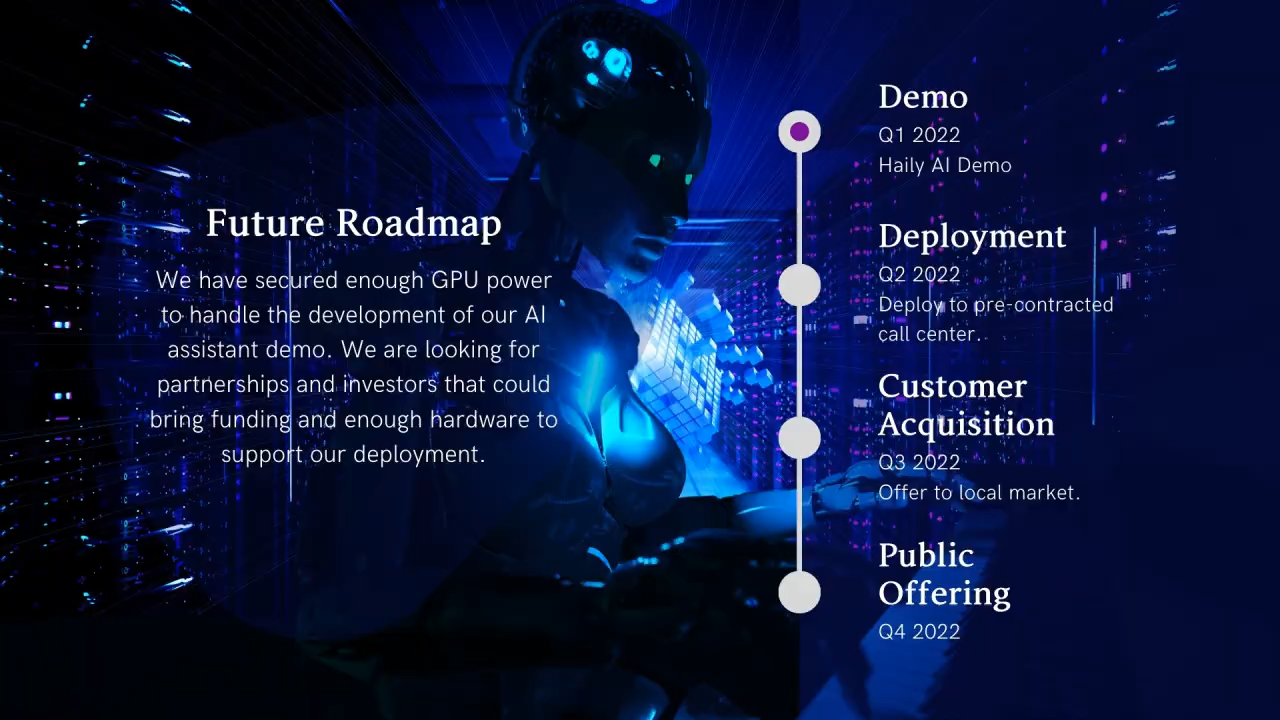 Future Roadmap
We have secured enough GPU power
to handle the development of our AI
assistant demo. We are looking for
partnerships and investors that could
bring funding and enough hardware to
support our deployment.
Demo
Q1 2022
Haily AI Demo
Deployment
Q2 2022
Deploy to pre-contracted
call center.
Customer
Acquisition
Q3 2022
Offer to local market.
Public
Offering
Q4 2022